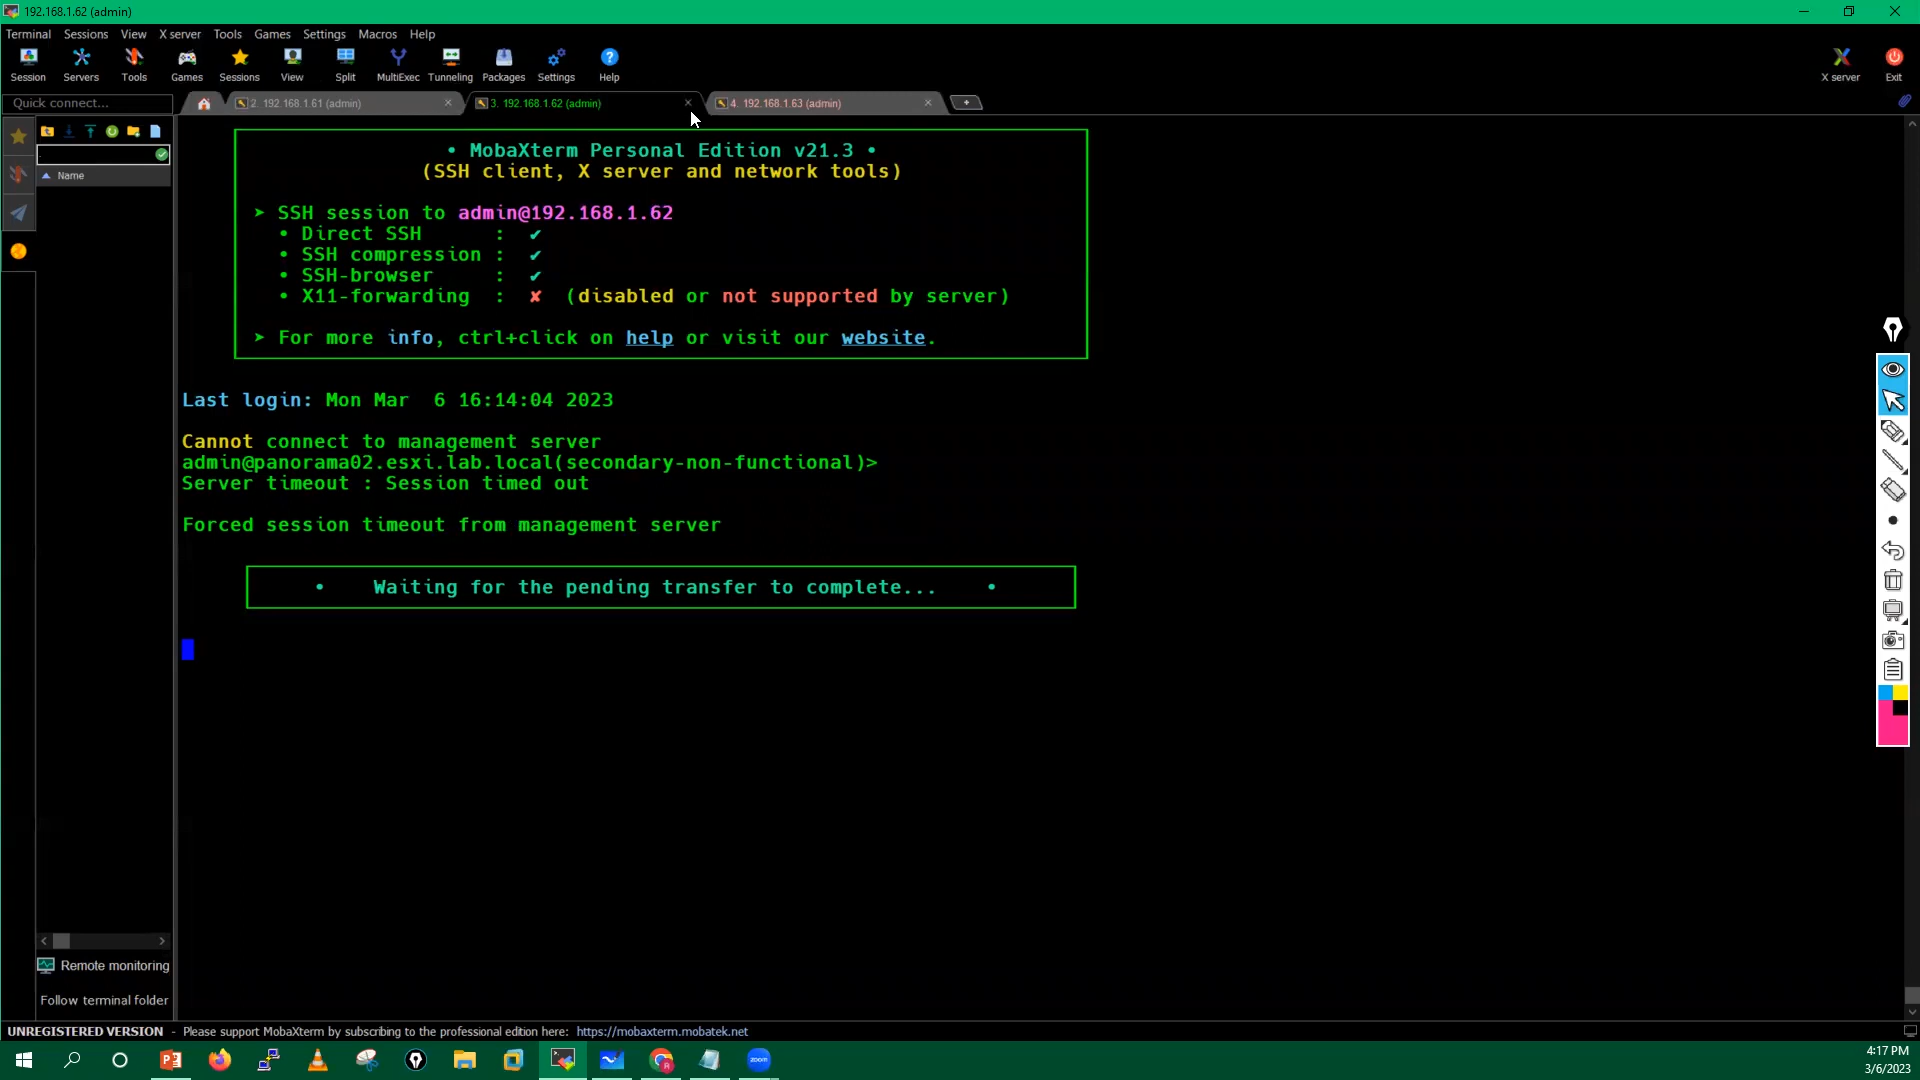 192.168.1.62 (admin)
Terminal Sessions View X server Tools Games Settings Macros Help
Session Servers Tools Games Sessions View Split MultiExec Tunneling Packages Settings Help X server Exit
Quick connect... 2. 192.168.1.61 (admin) 3. 192.168.1.62 (admin) 4. 192.168.1.63 (admin)
Name
• MobaXterm Personal Edition v21.3 •
(SSH client, X server and network tools)
➤ SSH session to admin@192.168.1.62
• Direct SSH : ✔
• SSH compression : ✔
• SSH-browser : ✔
• X11-forwarding : ✘ (disabled or not supported by server)
➤ For more info, ctrl+click on help or visit our website.
Last login: Mon Mar 6 16:14:04 2023
Cannot connect to management server
admin@panorama02.esxi.lab.local(secondary-non-functional)>
Server timeout : Session timed out
Forced session timeout from management server
• Waiting for the pending transfer to complete... •
Remote monitoring
Follow terminal folder
UNREGISTERED VERSION - Please support MobaXterm by subscribing to the professional edition here: https://mobaxterm.mobatek.net
zoom
4:17 PM
3/6/2023